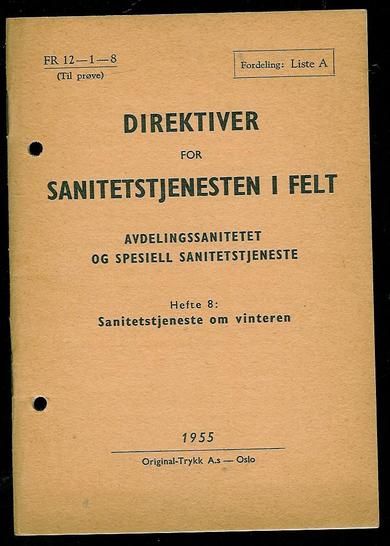 FR 12—1—8
(Til prøve)
Fordeling: Liste A
DIREKTIVER
FOR
SANITETSTJENESTEN I FELT
AVDELINGSSANITETET
OG SPESIELL SANITETSTJENESTE
Hefte 8:
Sanitetstjeneste om vinteren
1955
Original-Trykk A.s — Oslo